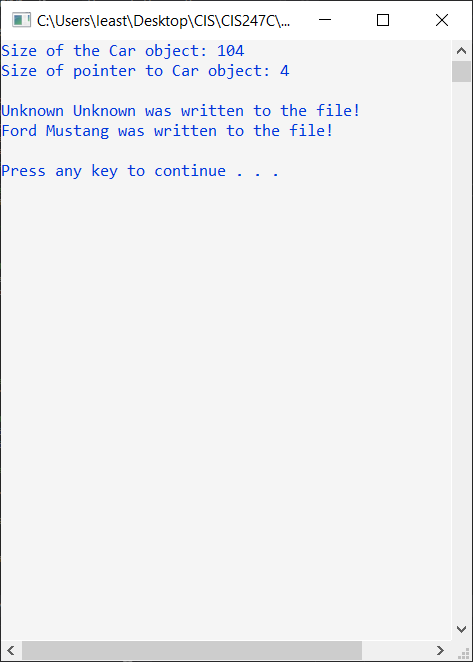 C:\Users\least\Desktop\CIS\CIS247C\...
Size of the Car object: 104
Size of pointer to Car object: 4
Unknown Unknown was written to the file!
Ford Mustang was written to the file!
Press any key to continue . . .